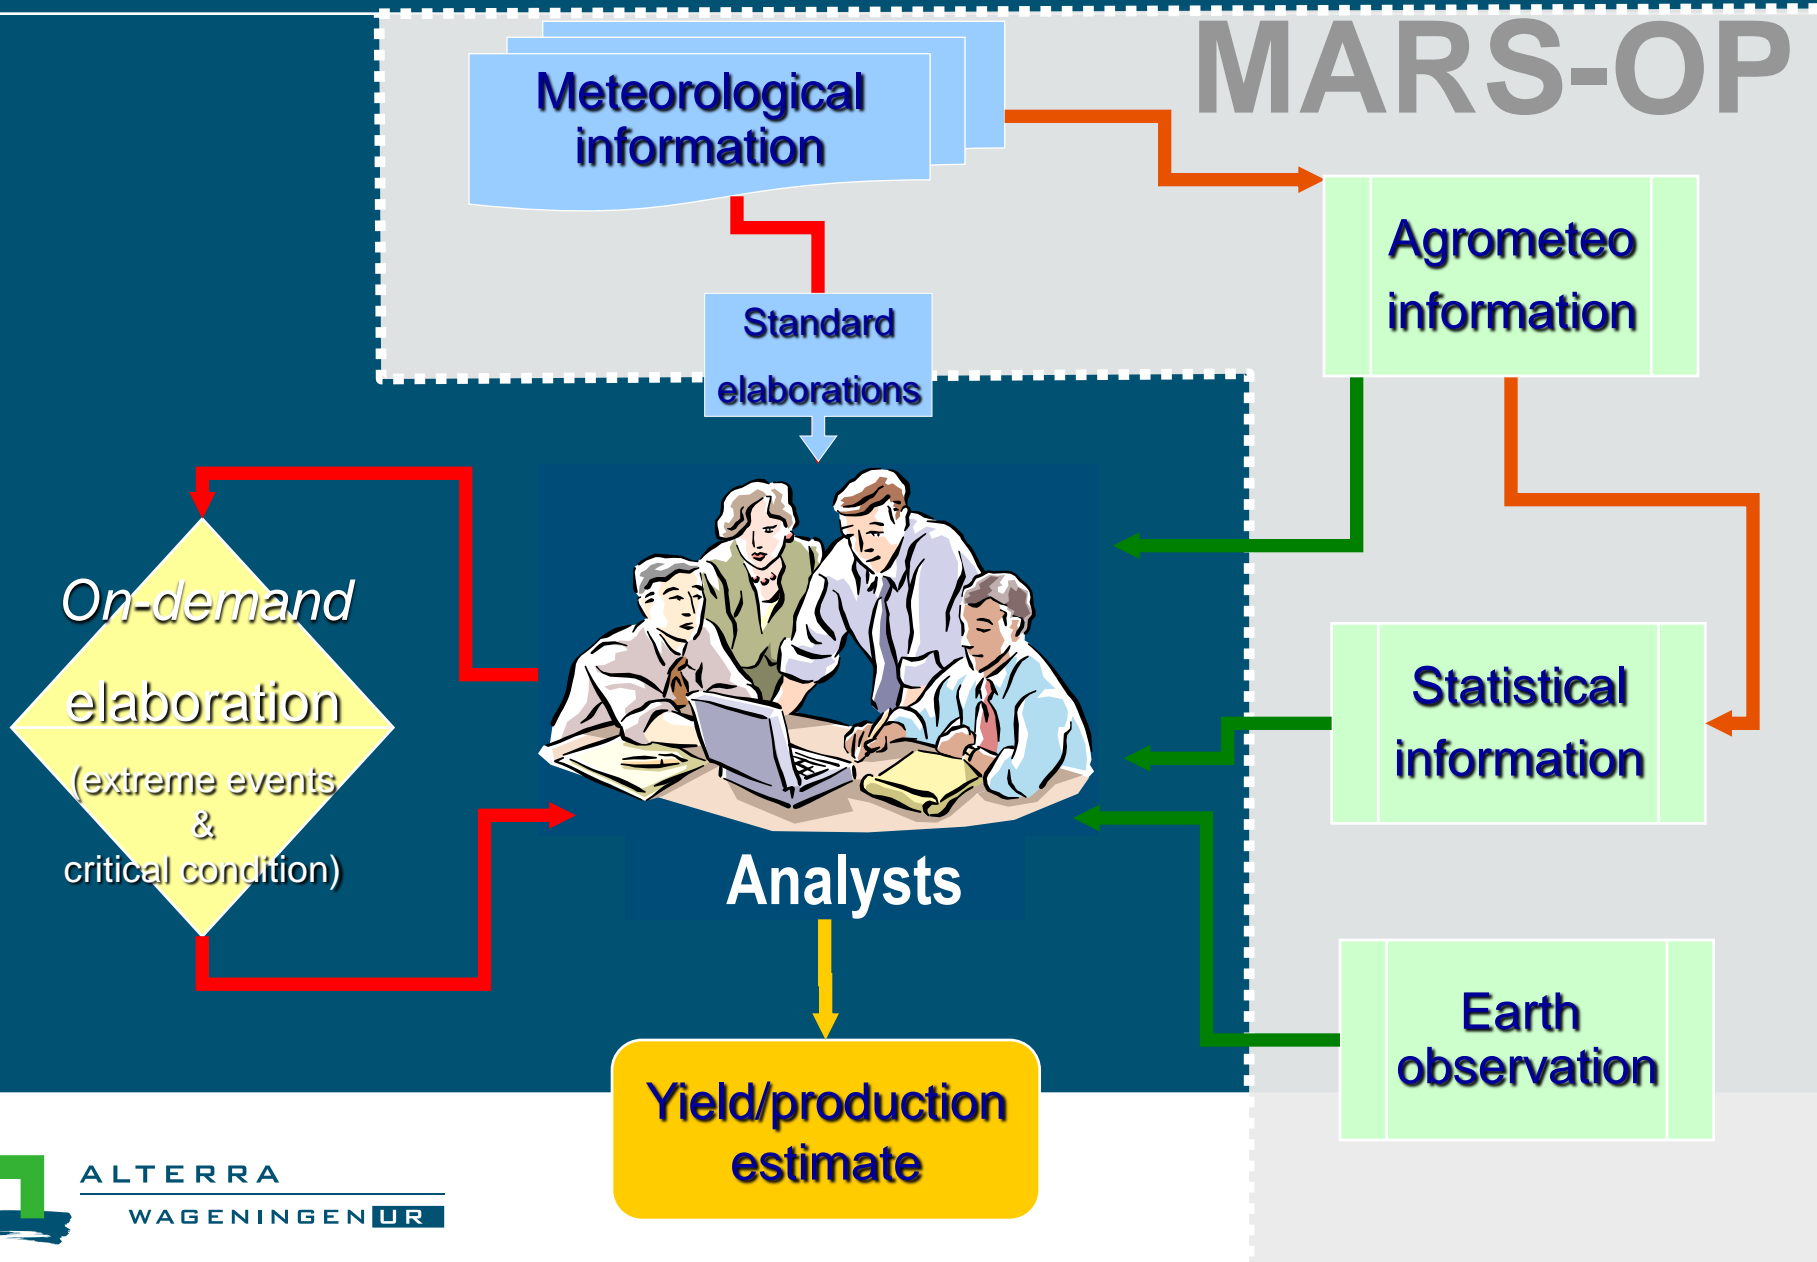 MARS-OP
Meteorological
information
Agrometeo
information
Standard
elaborations
On-demand
elaboration
(extreme events
&
critical condition)
Statistical
information
Analysts
Earth
observation
Yield/production
estimate
ALTERRA
WAGENINGEN UR